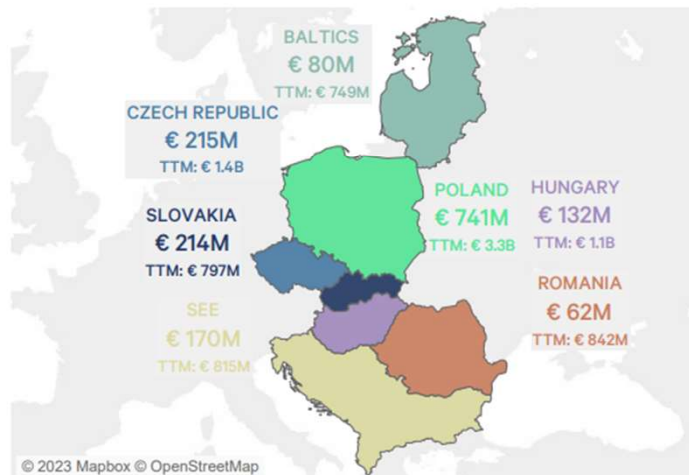 BALTICS
€ 80M
TTM: € 749M
CZECH REPUBLIC
€ 215M
TTM: € 1.4B
POLAND
€ 741M
TTM: € 3.3B
HUNGARY
€ 132M
TTM: € 1.1B
SLOVAKIA
€ 214M
TTM: € 797M
ROMANIA
€ 62M
TTM: € 842M
SEE
€ 170M
TTM: € 815M
© 2023 Mapbox © OpenStreetMap